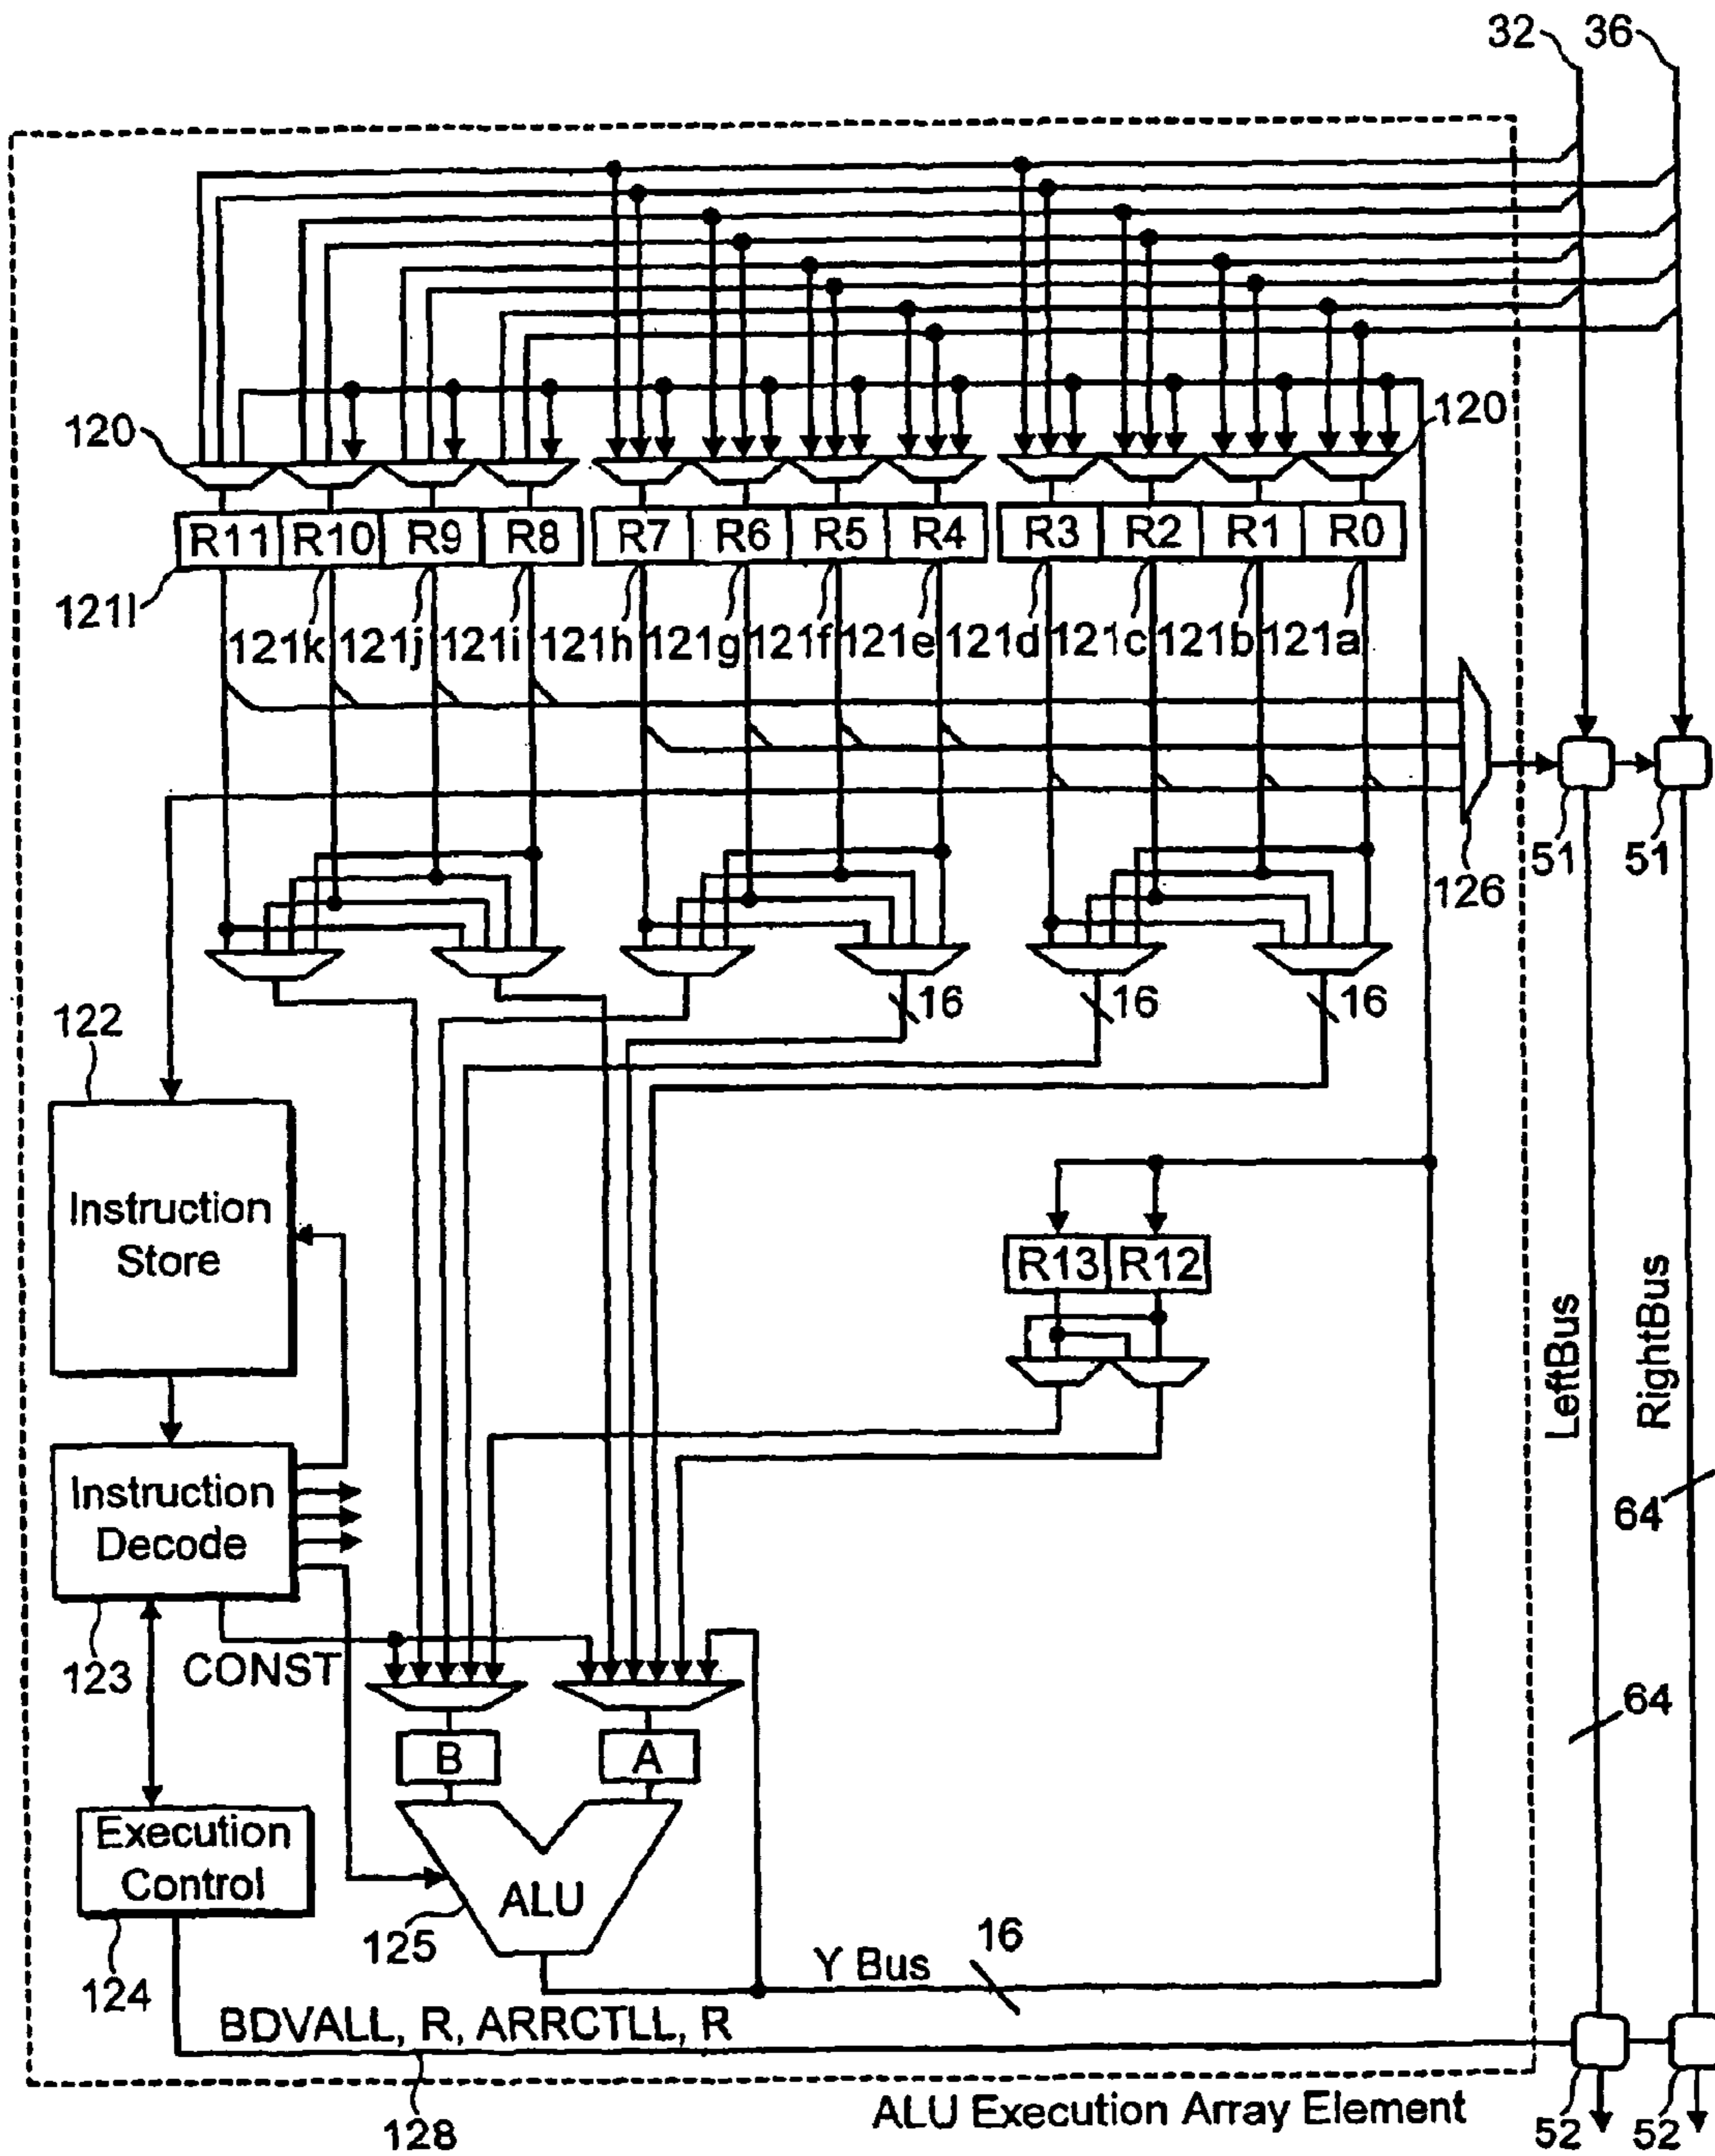 32 36
120 120
R11 R10 R9 R8 R7 R6 R5 R4 R3 R2 R1 R0
121l 121k 121j 121i 121h 121g 121f 121e 121d 121c 121b 121a
51 51
126
16 16 16
122
Instruction
Store
R13 R12
LeftBus
RightBus
Instruction
Decode
64
123
CONST
64
B A
Execution
Control
ALU
125
124
Y Bus
16
BDVALL, R, ARRCTLL, R
128
ALU Execution Array Element
52 52